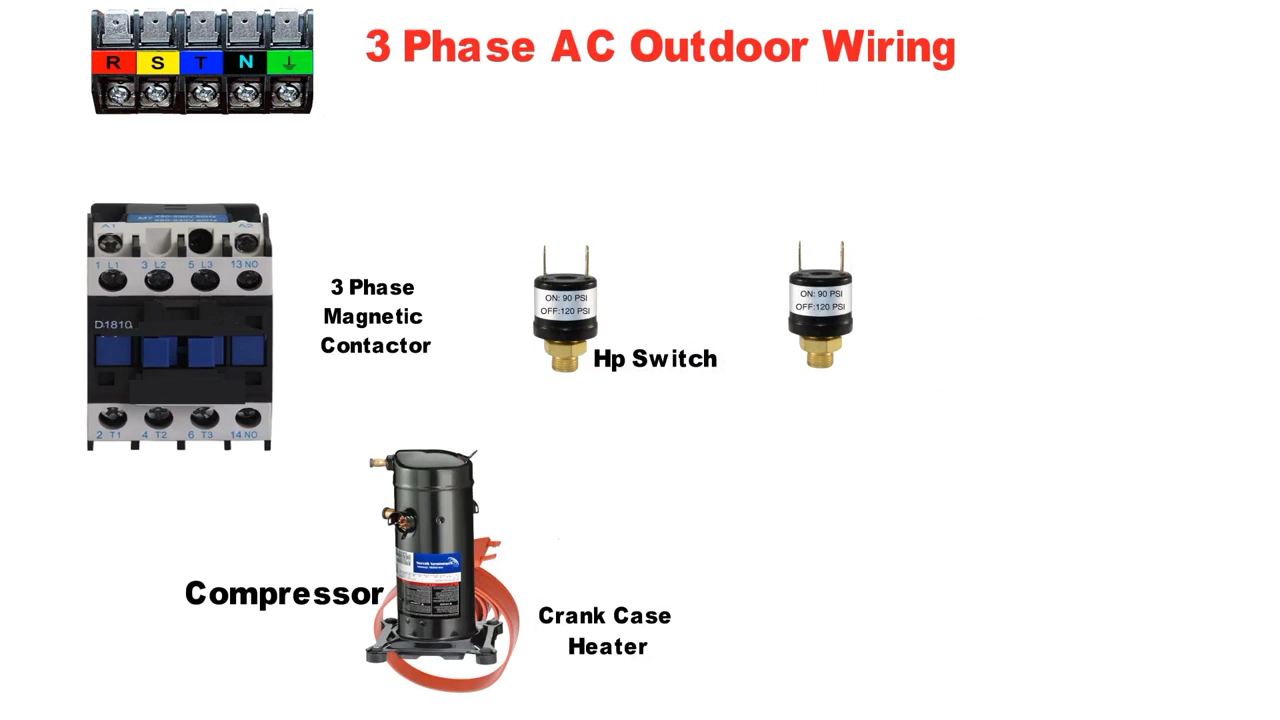 3 Phase AC Outdoor Wiring
R S T N
A1 A2
1 L1 3 L2 5 L3 13 NO
D1810
2 T1 4 T2 6 T3 14 NO
3 Phase
Magnetic
Contactor
ON: 90 PSI
OFF:120 PSI
Hp Switch
ON: 90 PSI
OFF:120 PSI
Compressor
Crank Case
Heater